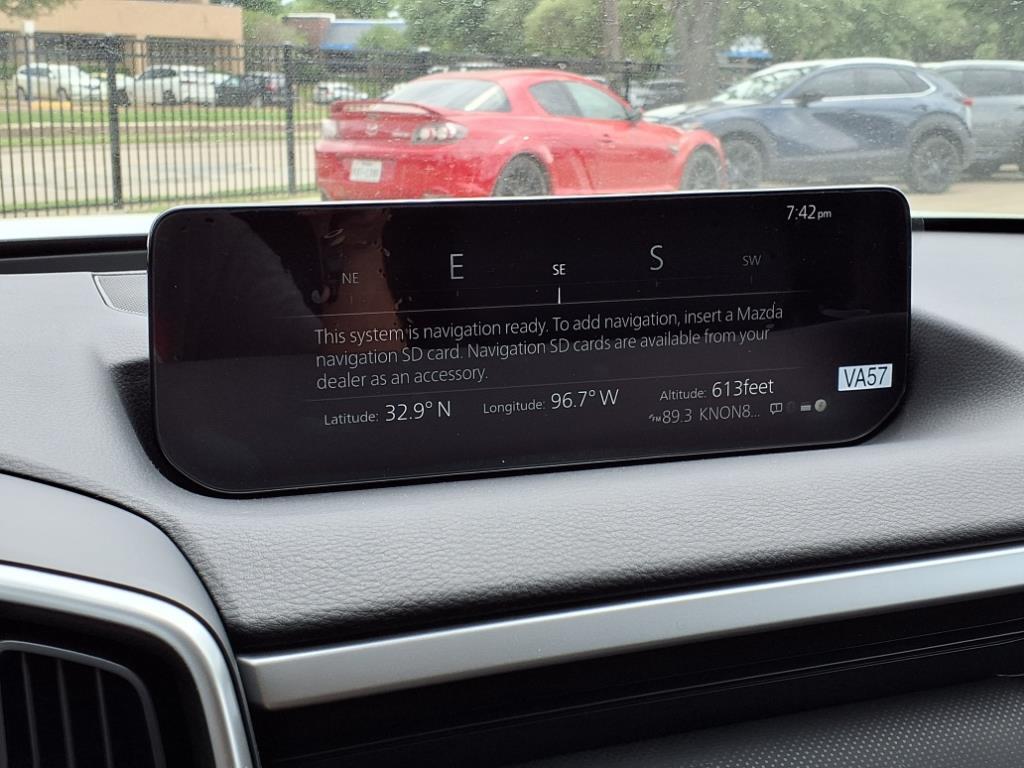 7:42pm
NE E SE S SW
This system is navigation ready. To add navigation, insert a Mazda
navigation SD card. Navigation SD cards are available from your
dealer as an accessory.
VA57
Latitude: 32.9° N Longitude: 96.7° W Altitude: 613feet
FM 89.3 KNON8...